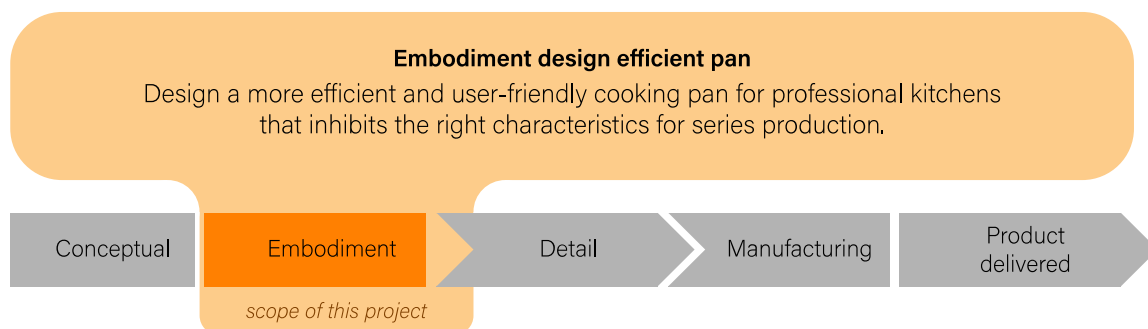 Embodiment design efficient pan
Design a more efficient and user-friendly cooking pan for professional kitchens
that inhibits the right characteristics for series production.
Conceptual
Embodiment
Detail
Manufacturing
Product
delivered
scope of this project